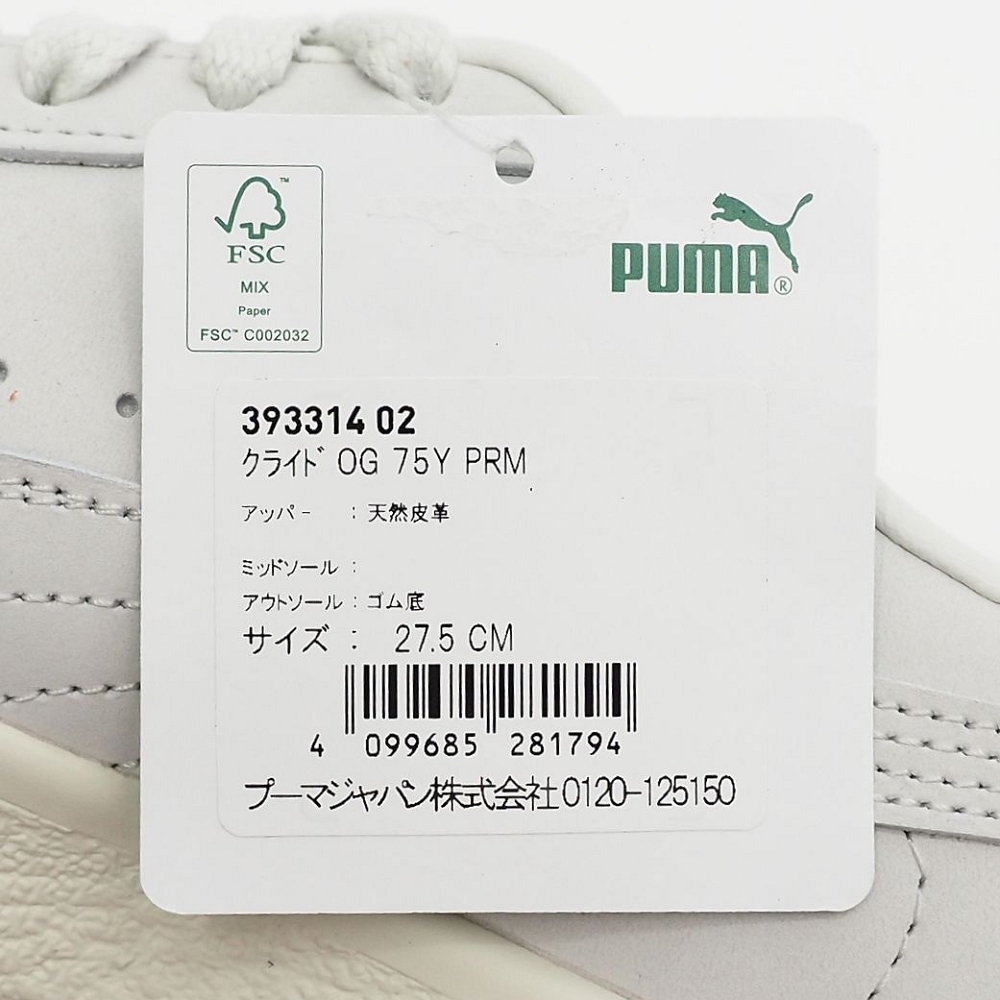 FSC™
MIX
Paper
FSC™ C002032
PUMA®
393314 02
クライド OG 75Y PRM
アッパー : 天然皮革
ミッドソール :
アウトソール : ゴム底
サイズ : 27.5 CM
4 099685 281794
プーマジャパン株式会社0120-125150